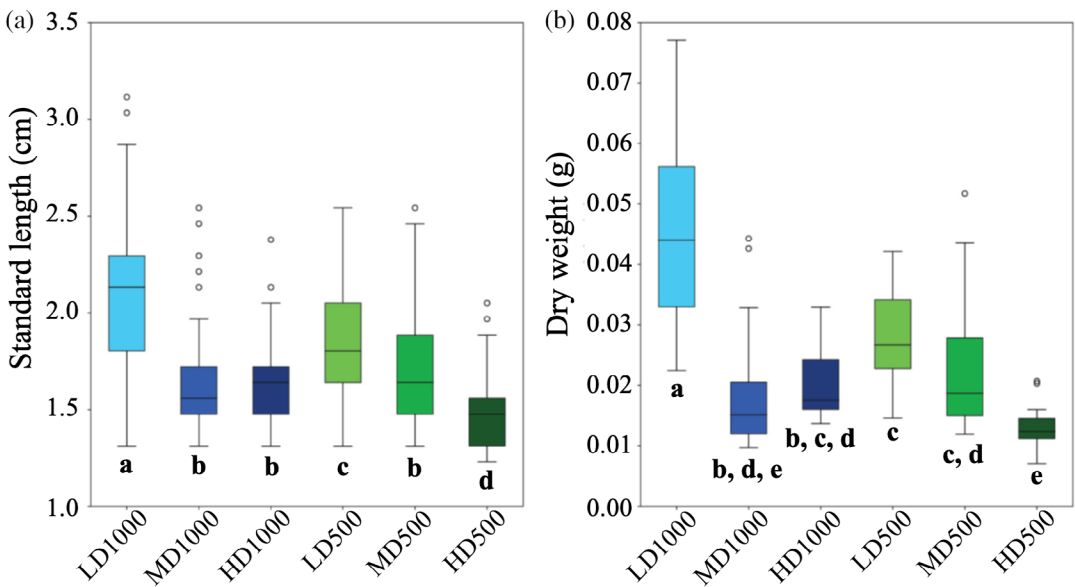 (a)
Standard length (cm)
3.5
3.0
2.5
2.0
1.5
1.0
a
b
b
c
b
d
LD1000
MD1000
HD1000
LD500
MD500
HD500
(b)
Dry weight (g)
0.08
0.07
0.06
0.05
0.04
0.03
0.02
0.01
0.00
a
b, d, e
b, c, d
c
c, d
e
LD1000
MD1000
HD1000
LD500
MD500
HD500